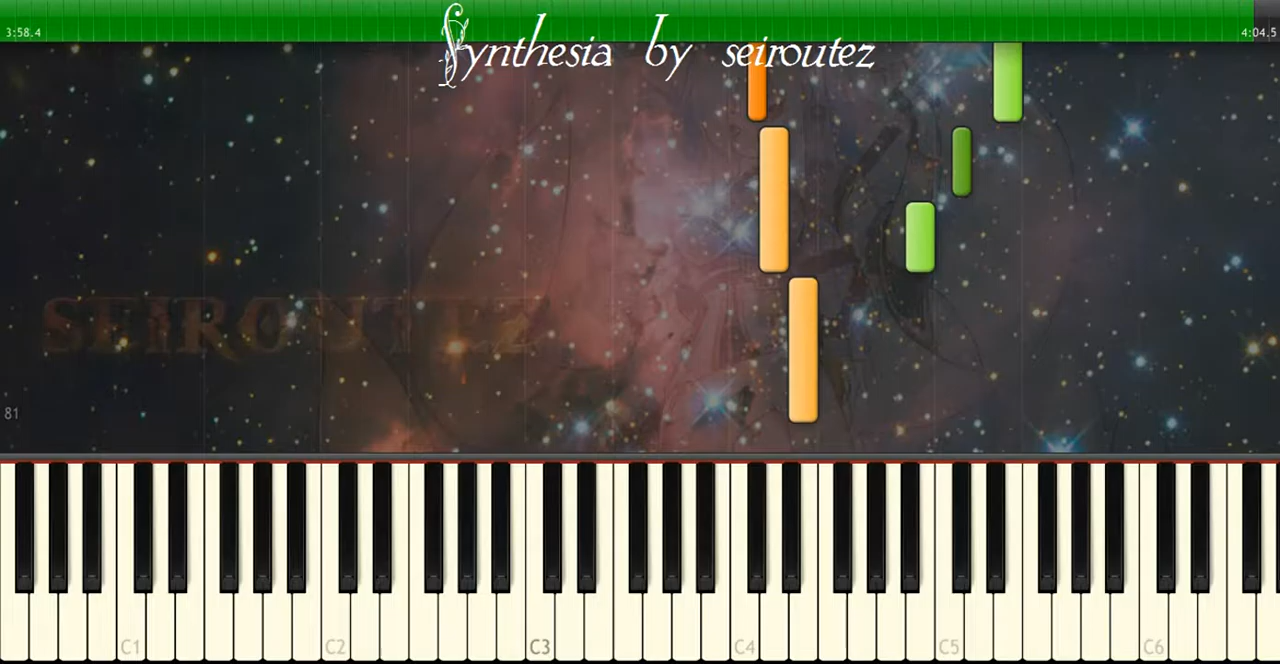 3:58.4
4:04.5
Synthesia by seiroutez
SEIROUTEZ
81
C1 C2 C3 C4 C5 C6